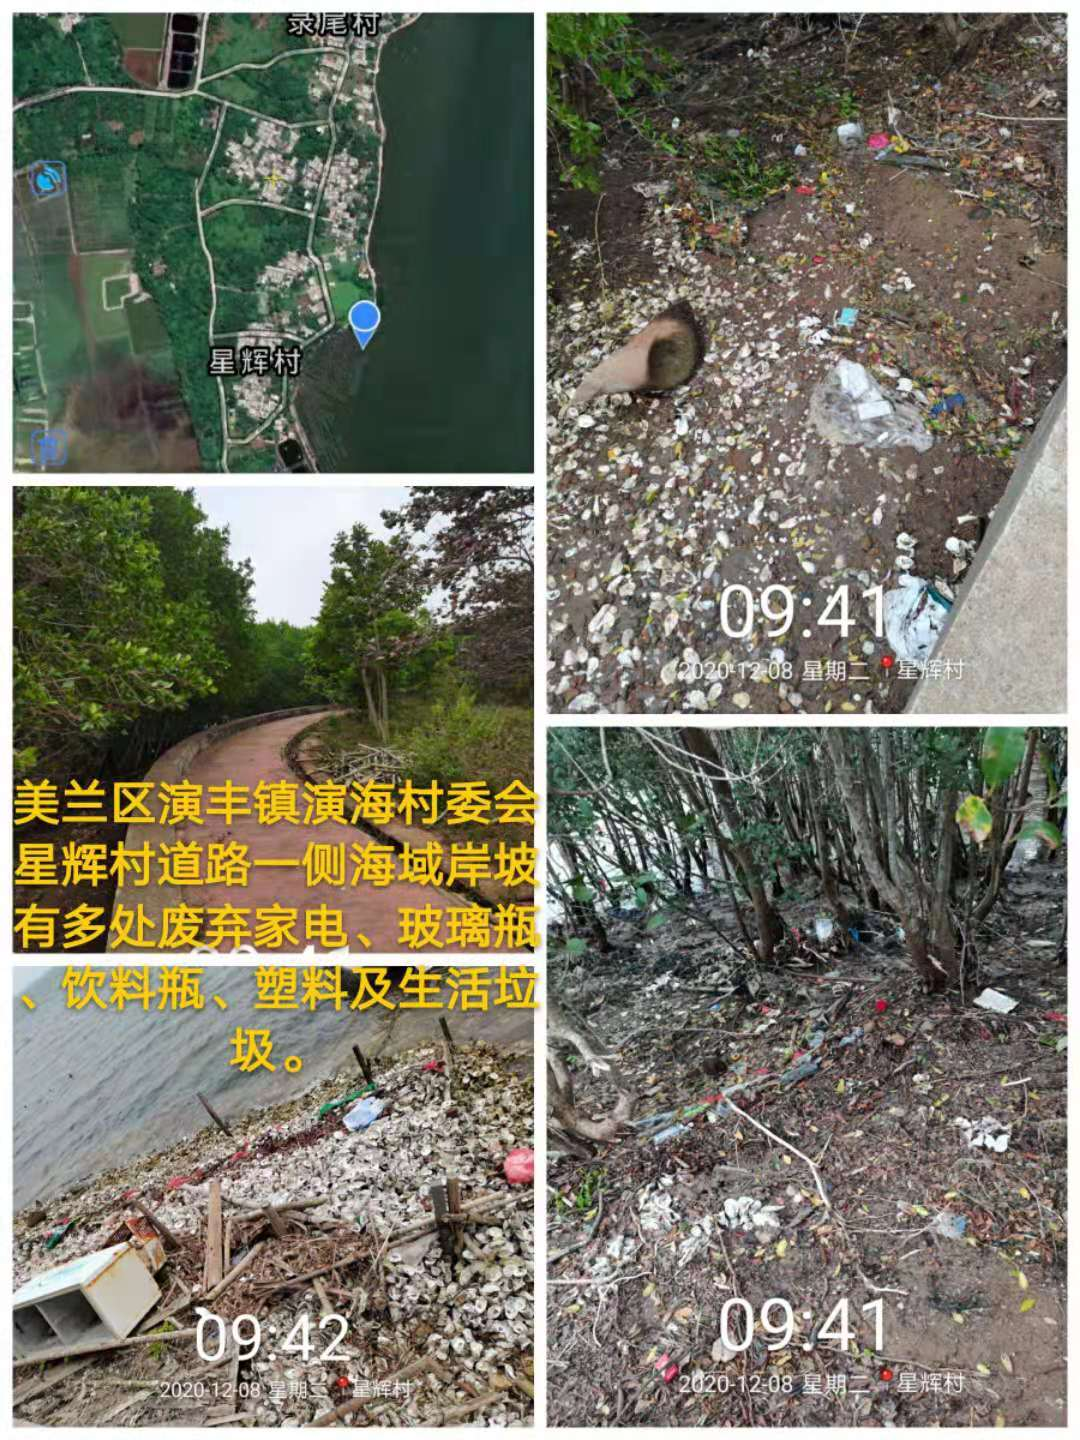 录尾村
星辉村
美兰区演丰镇演海村委会
星辉村道路一侧海域岸坡
有多处废弃家电、玻璃瓶
、饮料瓶、塑料及生活垃
圾。
09:42
2020-12-08 星期二 星辉村
09:41
2020-12-08 星期二 星辉村
09:41
2020-12-08 星期二 星辉村